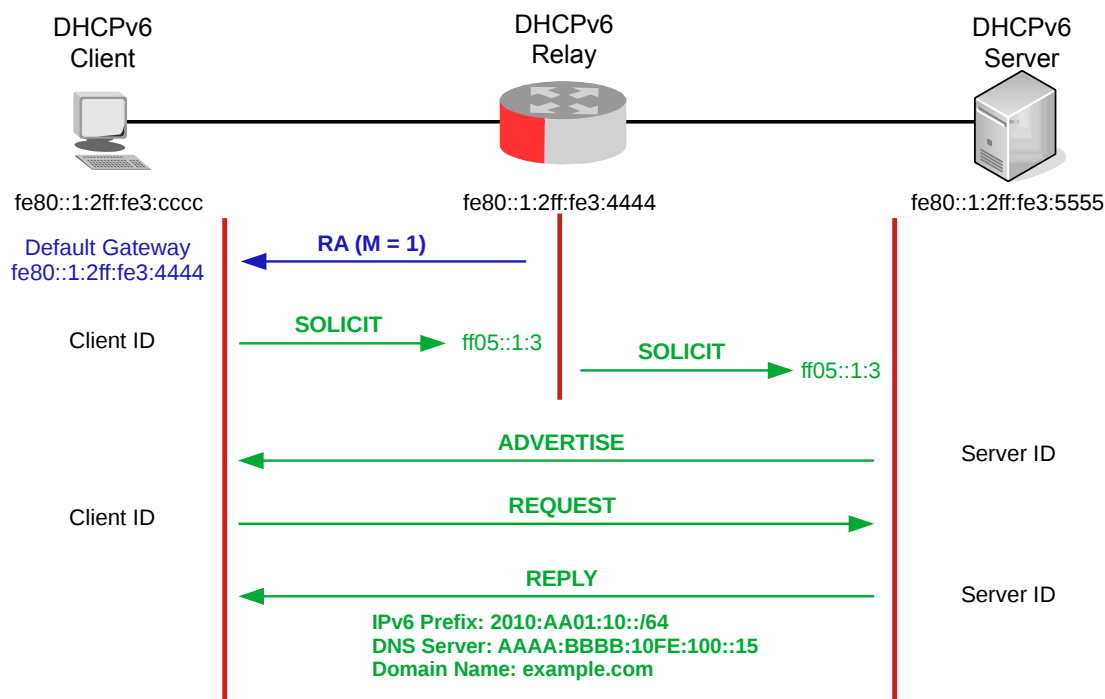 DHCPv6
Client
DHCPv6
Relay
DHCPv6
Server
fe80::1:2ff:fe3:cccc
fe80::1:2ff:fe3:4444
fe80::1:2ff:fe3:5555
Default Gateway
fe80::1:2ff:fe3:4444
RA (M = 1)
Client ID
SOLICIT
ff05::1:3
SOLICIT
ff05::1:3
ADVERTISE
Server ID
Client ID
REQUEST
REPLY
Server ID
IPv6 Prefix: 2010:AA01:10::/64
DNS Server: AAAA:BBBB:10FE:100::15
Domain Name: example.com